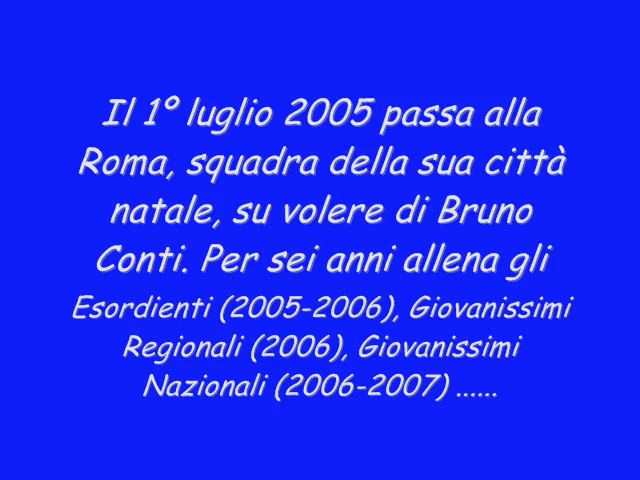 Il 1º luglio 2005 passa alla
Roma, squadra della sua città
natale, su volere di Bruno
Conti. Per sei anni allena gli
Esordienti (2005-2006), Giovanissimi
Regionali (2006), Giovanissimi
Nazionali (2006-2007) ......